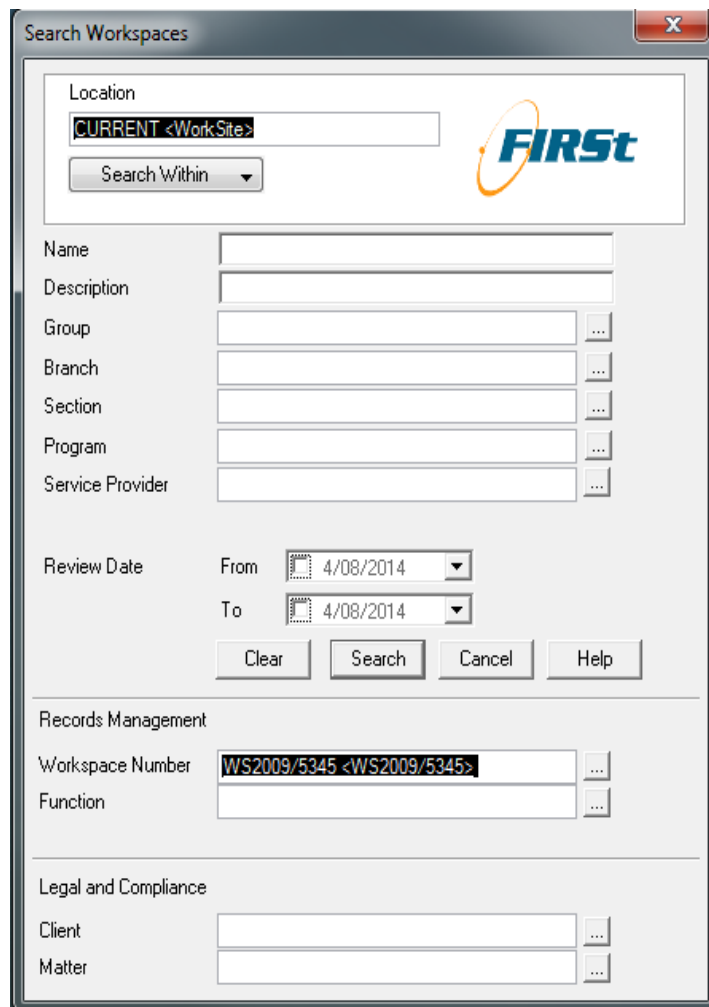 Search Workspaces
x
Location
CURRENT <WorkSite>
FIRSt
Search Within
Name
Description
Group ...
Branch ...
Section ...
Program ...
Service Provider ...
Review Date From 4/08/2014
To 4/08/2014
Clear Search Cancel Help
Records Management
Workspace Number WS2009/5345 <WS2009/5345> ...
Function ...
Legal and Compliance
Client ...
Matter ...